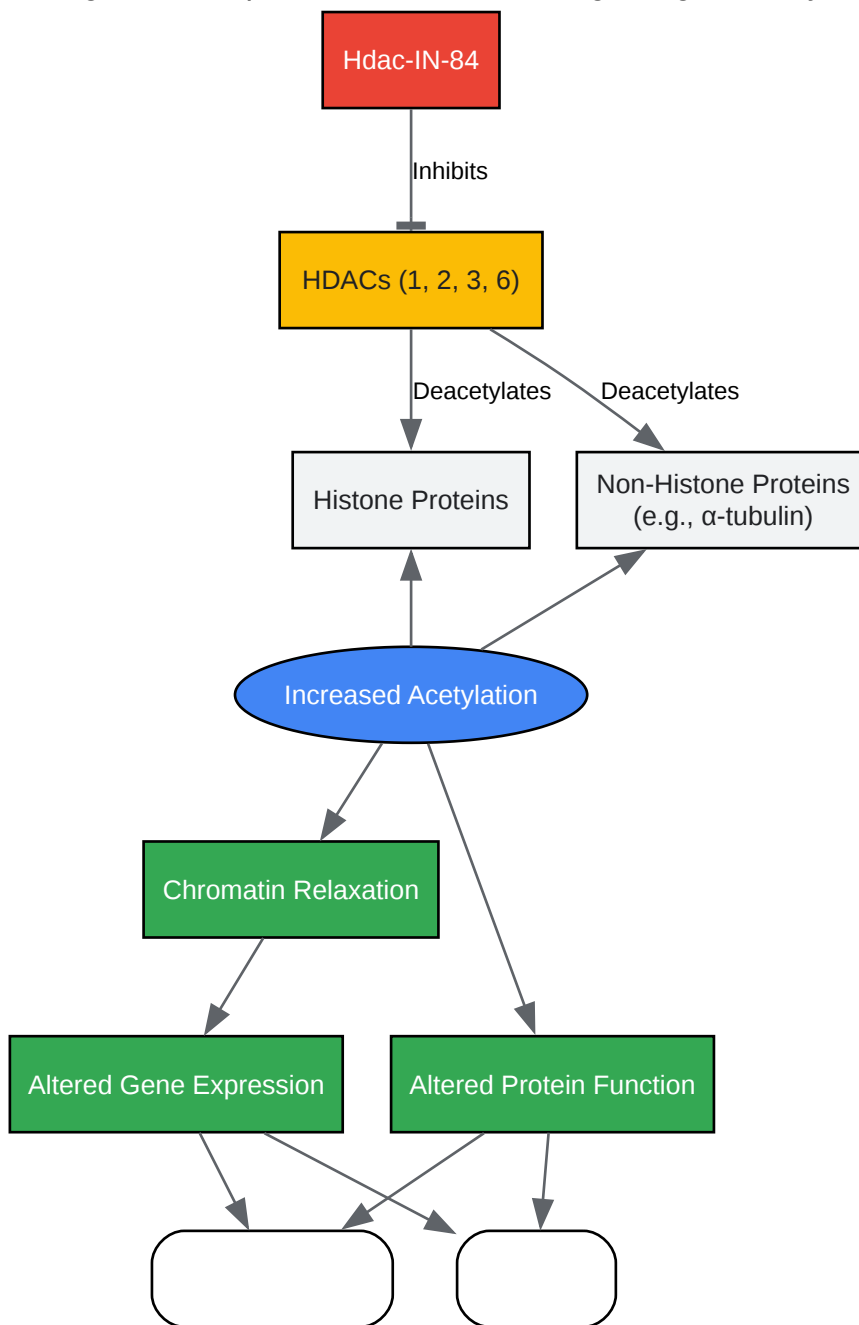 Hdac-IN-84
Inhibits
HDACs (1, 2, 3, 6)
Deacetylates
Deacetylates
Histone Proteins
Non-Histone Proteins
(e.g., α-tubulin)
Increased Acetylation
Chromatin Relaxation
Altered Gene Expression
Altered Protein Function